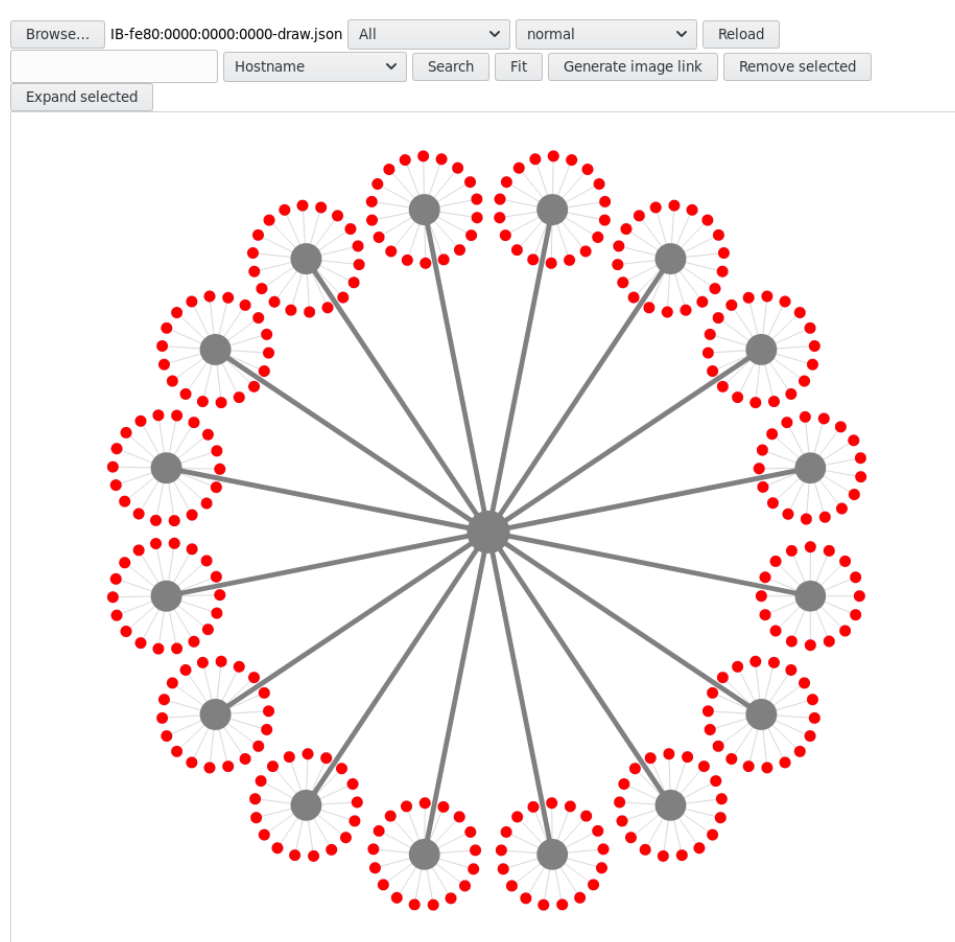 Browse... IB-fe80:0000:0000:0000-draw.json All normal Reload
Hostname Search Fit Generate image link Remove selected
Expand selected